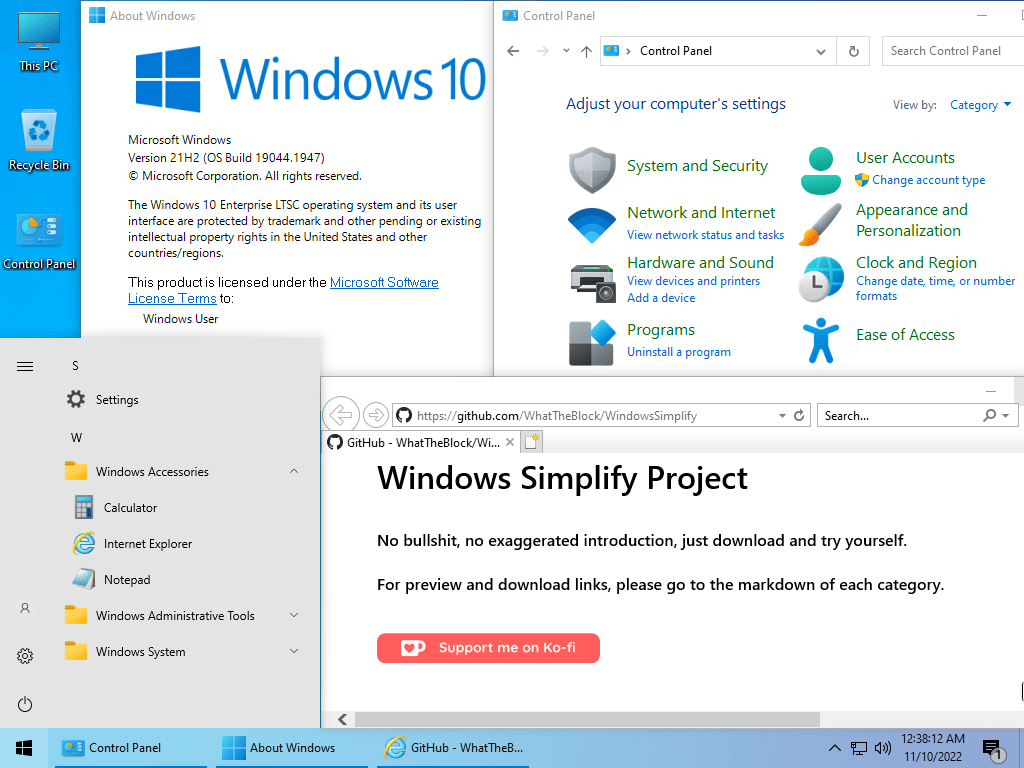 This PC
Recycle Bin
Control Panel
About Windows
Windows 10
Microsoft Windows
Version 21H2 (OS Build 19044.1947)
© Microsoft Corporation. All rights reserved.
The Windows 10 Enterprise LTSC operating system and its user
interface are protected by trademark and other pending or existing
intellectual property rights in the United States and other
countries/regions.
This product is licensed under the Microsoft Software
License Terms to:
Windows User
Control Panel
Control Panel
Search Control Panel
Adjust your computer's settings
View by: Category
System and Security
Network and Internet
View network status and tasks
Hardware and Sound
View devices and printers
Add a device
Programs
Uninstall a program
User Accounts
Change account type
Appearance and
Personalization
Clock and Region
Change date, time, or number
formats
Ease of Access
S
Settings
W
Windows Accessories
Calculator
Internet Explorer
Notepad
Windows Administrative Tools
Windows System
https://github.com/WhatTheBlock/WindowsSimplify
Search...
GitHub - WhatTheBlock/Wi...
Windows Simplify Project
No bullshit, no exaggerated introduction, just download and try yourself.
For preview and download links, please go to the markdown of each category.
Support me on Ko-fi
Control Panel
About Windows
GitHub - WhatTheB...
12:38:12 AM
11/10/2022
1